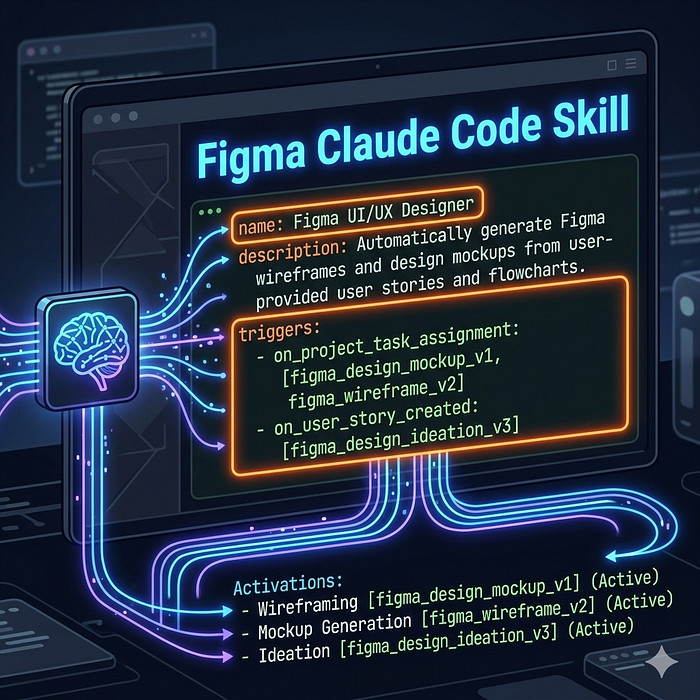 Figma Claude Code Skill
name: Figma UI/UX Designer
description: Automatically generate Figma
wireframes and design mockups from user-
provided user stories and flowcharts.
triggers:
- on_project_task_assignment:
[figma_design_mockup_v1,
figma_wireframe_v2]
- on_user_story_created:
[figma_design_ideation_v3]
Activations:
- Wireframing [figma_design_mockup_v1] (Active)
- Mockup Generation [figma_wireframe_v2] (Active)
- Ideation [figma_design_ideation_v3] (Active)